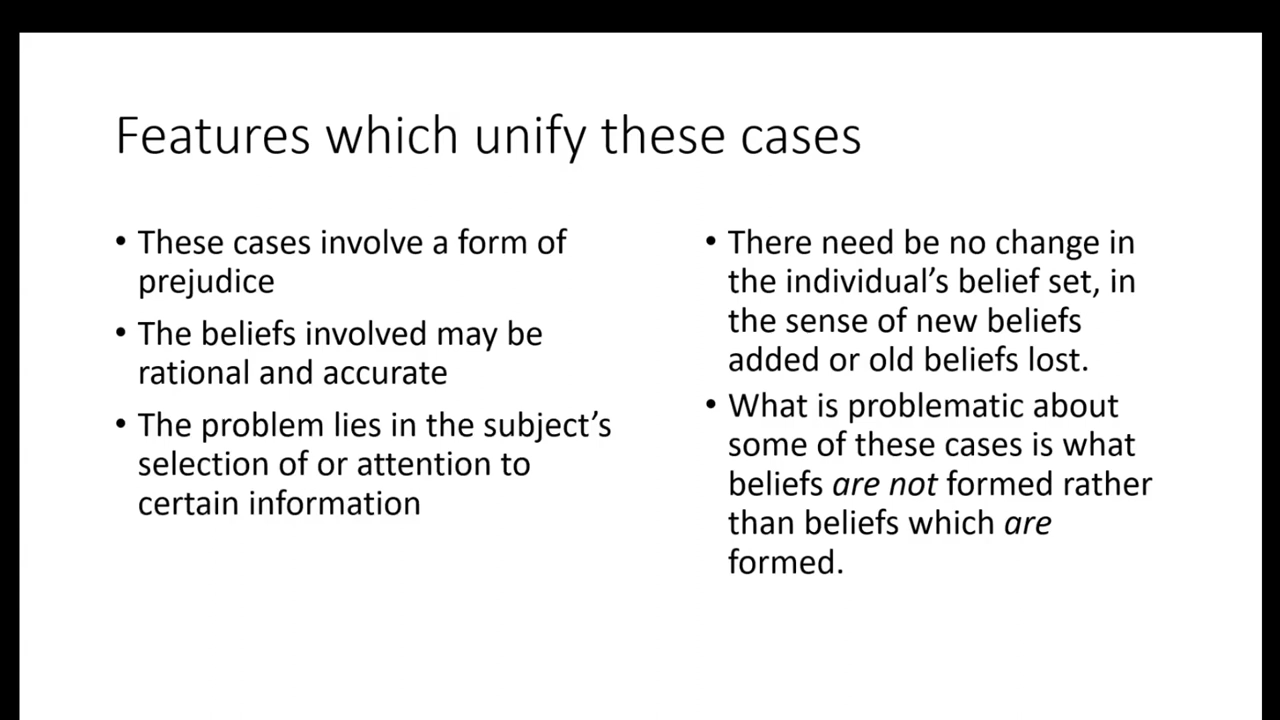 Features which unify these cases
• These cases involve a form of
prejudice
• The beliefs involved may be
rational and accurate
• The problem lies in the subject’s
selection of or attention to
certain information
• There need be no change in
the individual’s belief set, in
the sense of new beliefs
added or old beliefs lost.
• What is problematic about
some of these cases is what
beliefs are not formed rather
than beliefs which are
formed.